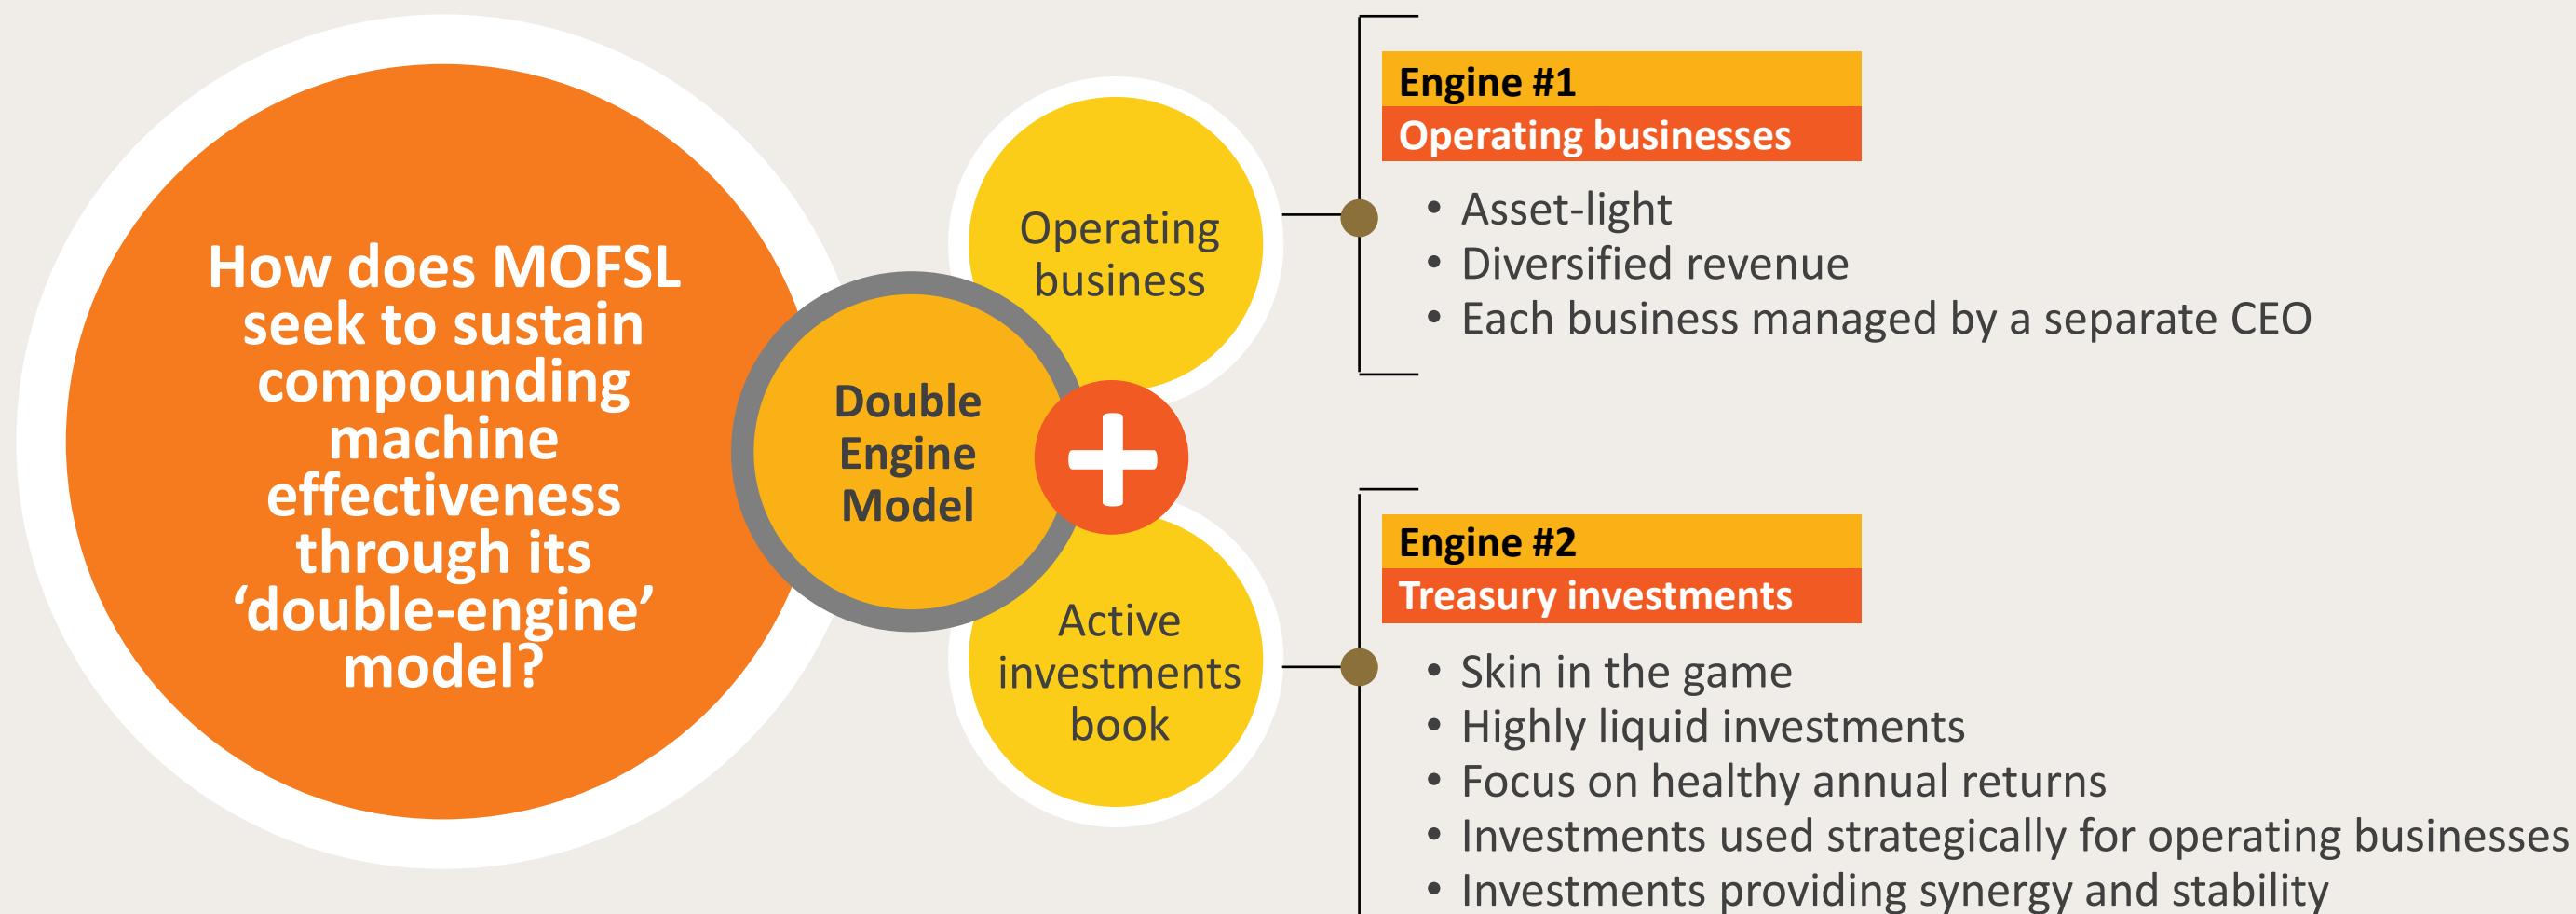 How does MOFSL
seek to sustain
compounding
machine
effectiveness
through its
‘double-engine’
model?
Double
Engine
Model
Operating
business
Active
investments
book
Engine #1
Operating businesses
• Asset-light
• Diversified revenue
• Each business managed by a separate CEO
Engine #2
Treasury investments
• Skin in the game
• Highly liquid investments
• Focus on healthy annual returns
• Investments used strategically for operating businesses
• Investments providing synergy and stability